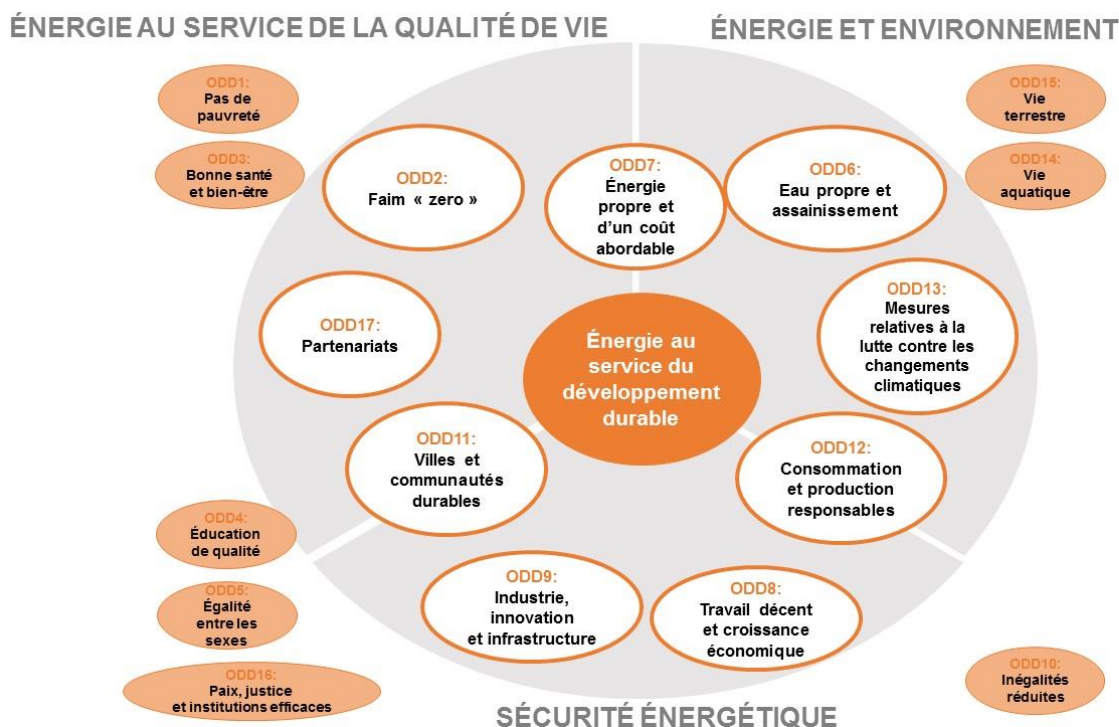 ÉNERGIE AU SERVICE DE LA QUALITÉ DE VIE
ÉNERGIE ET ENVIRONNEMENT
ODD1:
Pas de
pauvreté
ODD3:
Bonne santé
et bien-être
ODD2:
Faim « zero »
ODD7:
Énergie
propre et
d'un coût
abordable
ODD6:
Eau propre et
assainissement
ODD15:
Vie
terrestre
ODD14:
Vie
aquatique
ODD17:
Partenariats
Énergie au
service du
développement
durable
ODD13:
Mesures
relatives à la
lutte contre les
changements
climatiques
ODD11:
Villes et
communautés
durables
ODD12:
Consommation
et production
responsables
ODD4:
Éducation
de qualité
ODD5:
Égalité
entre les
sexes
ODD16:
Paix, justice
et institutions efficaces
ODD9:
Industrie,
innovation
et infrastructure
ODD8:
Travail décent
et croissance
économique
ODD10:
Inégalités
réduites
SÉCURITÉ ÉNERGÉTIQUE